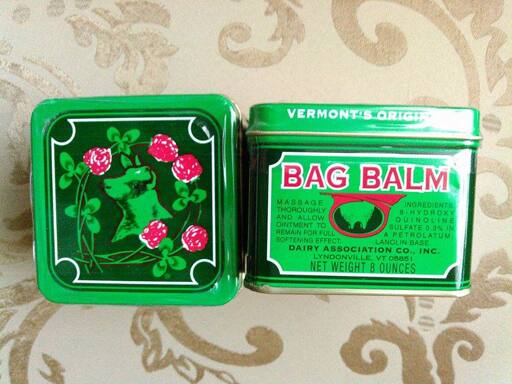 VERMONT'S ORIGIN
BAG BALM
MASSAGE
THOROUGHLY
AND ALLOW
OINTMENT TO
REMAIN FOR FULL
SOFTENING EFFECT.
INGREDIENTS:
8-HYDROXY
QUINOLINE
SULFATE 0.3% IN
A PETROLATUM,
LANOLIN BASE.
DAIRY ASSOCIATION CO., INC.
LYNDONVILLE, VT 05851
NET WEIGHT 8 OUNCES